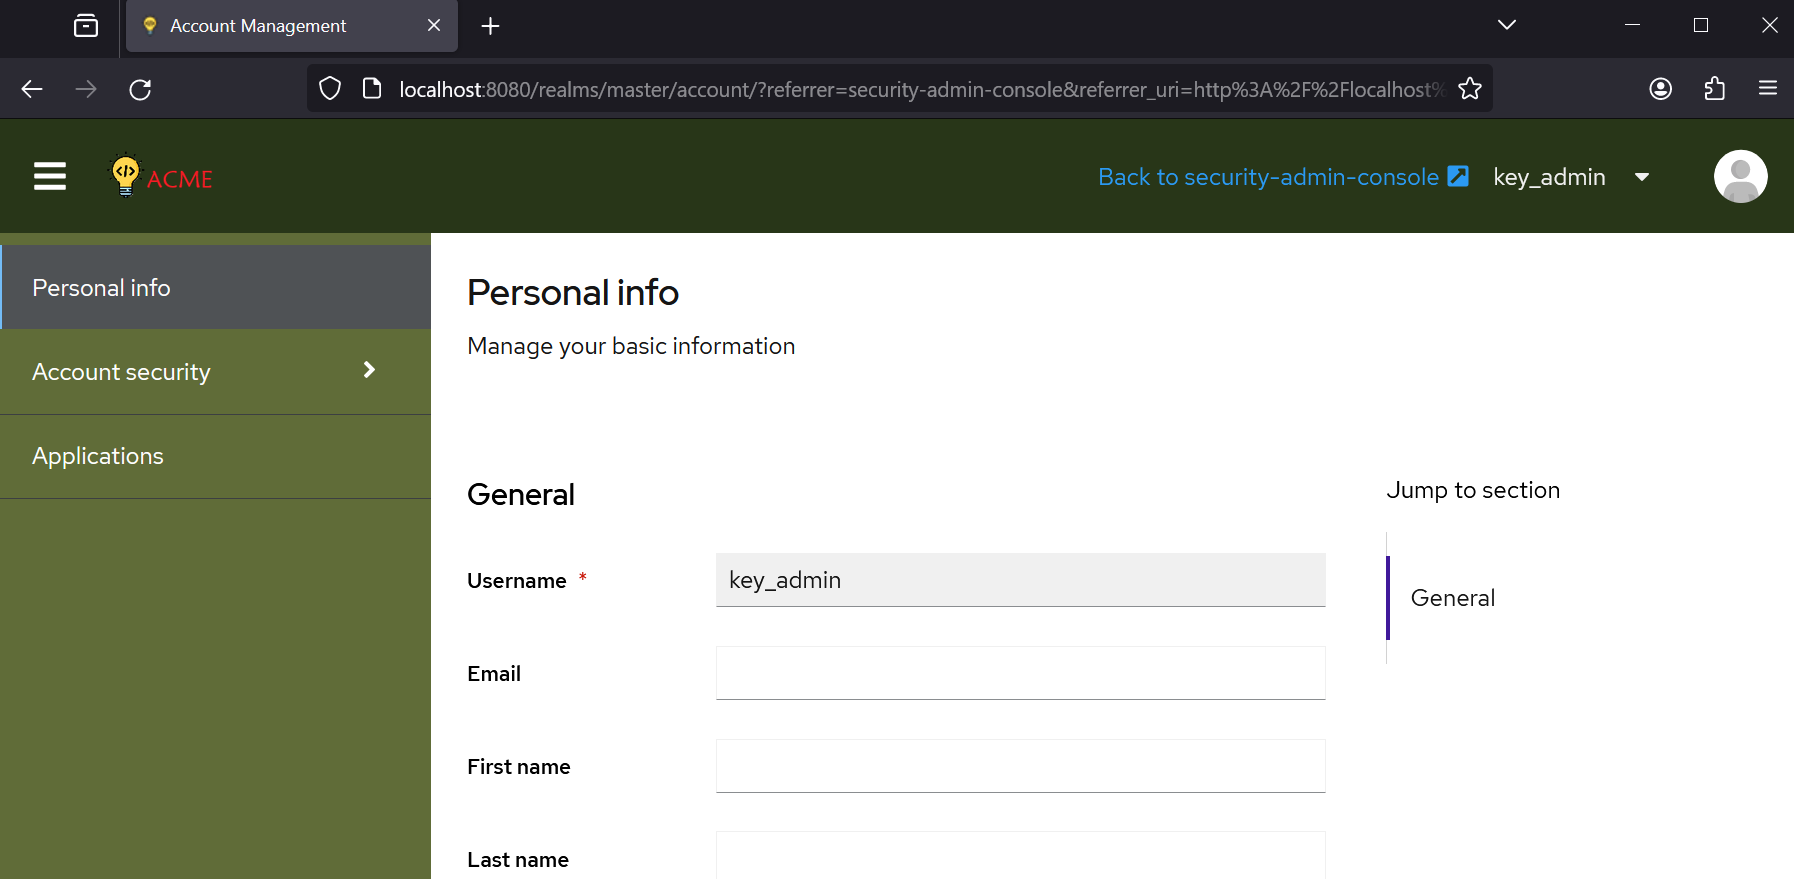 Account Management
localhost:8080/realms/master/account/?referrer=security-admin-console&referrer_uri=http%3A%2F%2Flocalhost%
ACME
Back to security-admin-console
key_admin
Personal info
Account security
Applications
Personal info
Manage your basic information
General
Jump to section
General
Username *
key_admin
Email
First name
Last name